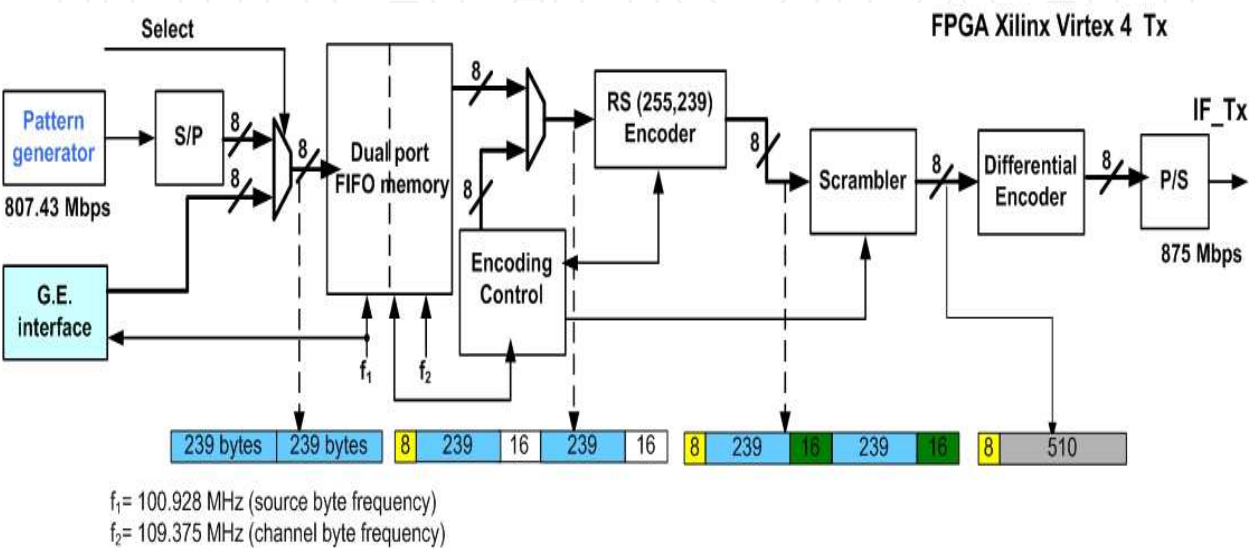 FPGA Xilinx Virtex 4 Tx
Select
Pattern
generator
807.43 Mbps
S/P
8
8
8
G.E.
interface
Dual port
FIFO memory
f1
f2
8
8
Encoding
Control
RS (255,239)
Encoder
8
Scrambler
8
Differential
Encoder
8
IF_Tx
P/S
875 Mbps
239 bytes 239 bytes
8 239 16 239 16
8 239 16 239 16
8 510
f1= 100.928 MHz (source byte frequency)
f2= 109.375 MHz (channel byte frequency)